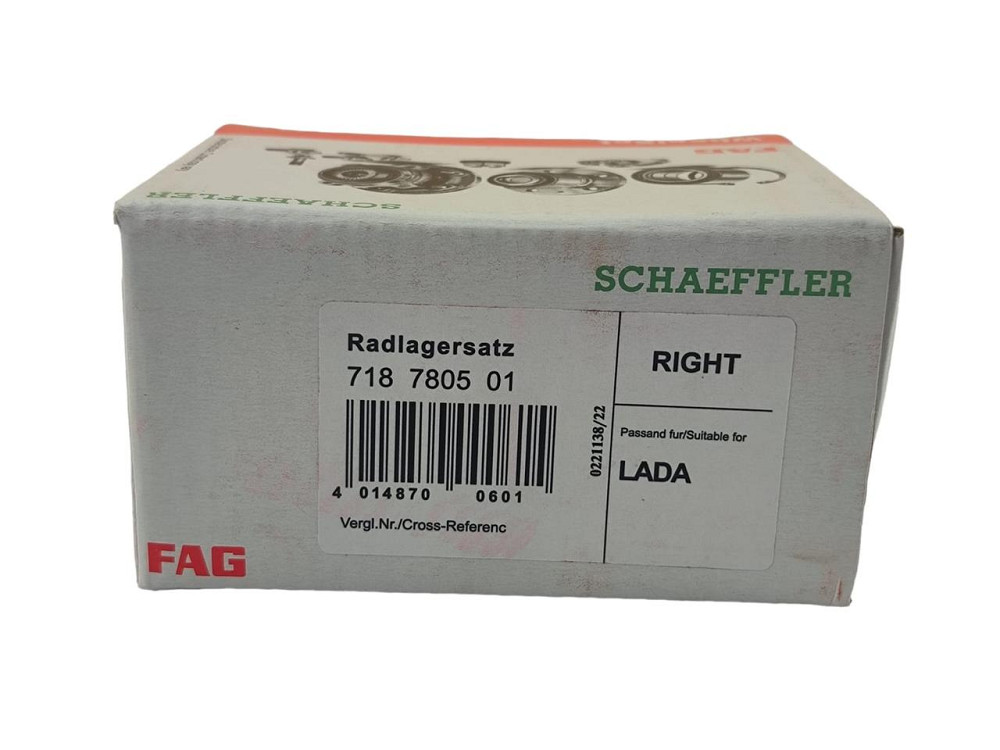 FAG
SCHAEFFLER
SCHAEFFLER
Radlagersatz
718 7805 01
4 014870 0601
Vergl.Nr./Cross-Referenc
0221138/22
RIGHT
Passand fur/Suitable for
LADA
FAG